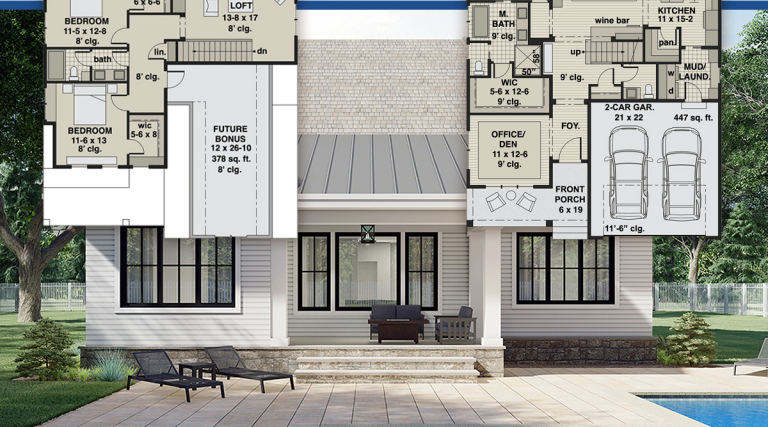 BEDROOM
11-5 x 12-8
8' clg.
6 x 6-6
LOFT
13-8 x 17
8' clg.
lin.
dn
bath
8' clg.
BEDROOM
11-6 x 13
8' clg.
wic
5-6 x 8
FUTURE
BONUS
12 x 26-10
378 sq. ft.
8' clg.
M.
BATH
9' clg.
wine bar
KITCHEN
11 x 15-2
pan.
up
58"
50"
9' clg.
w
d
MUD/
LAUND.
WIC
5-6 x 12-6
9' clg.
2-CAR GAR.
21 x 22
447 sq. ft.
OFFICE/
DEN
11 x 12-6
9' clg.
FOY.
FRONT
PORCH
6 x 19
11'-6" clg.